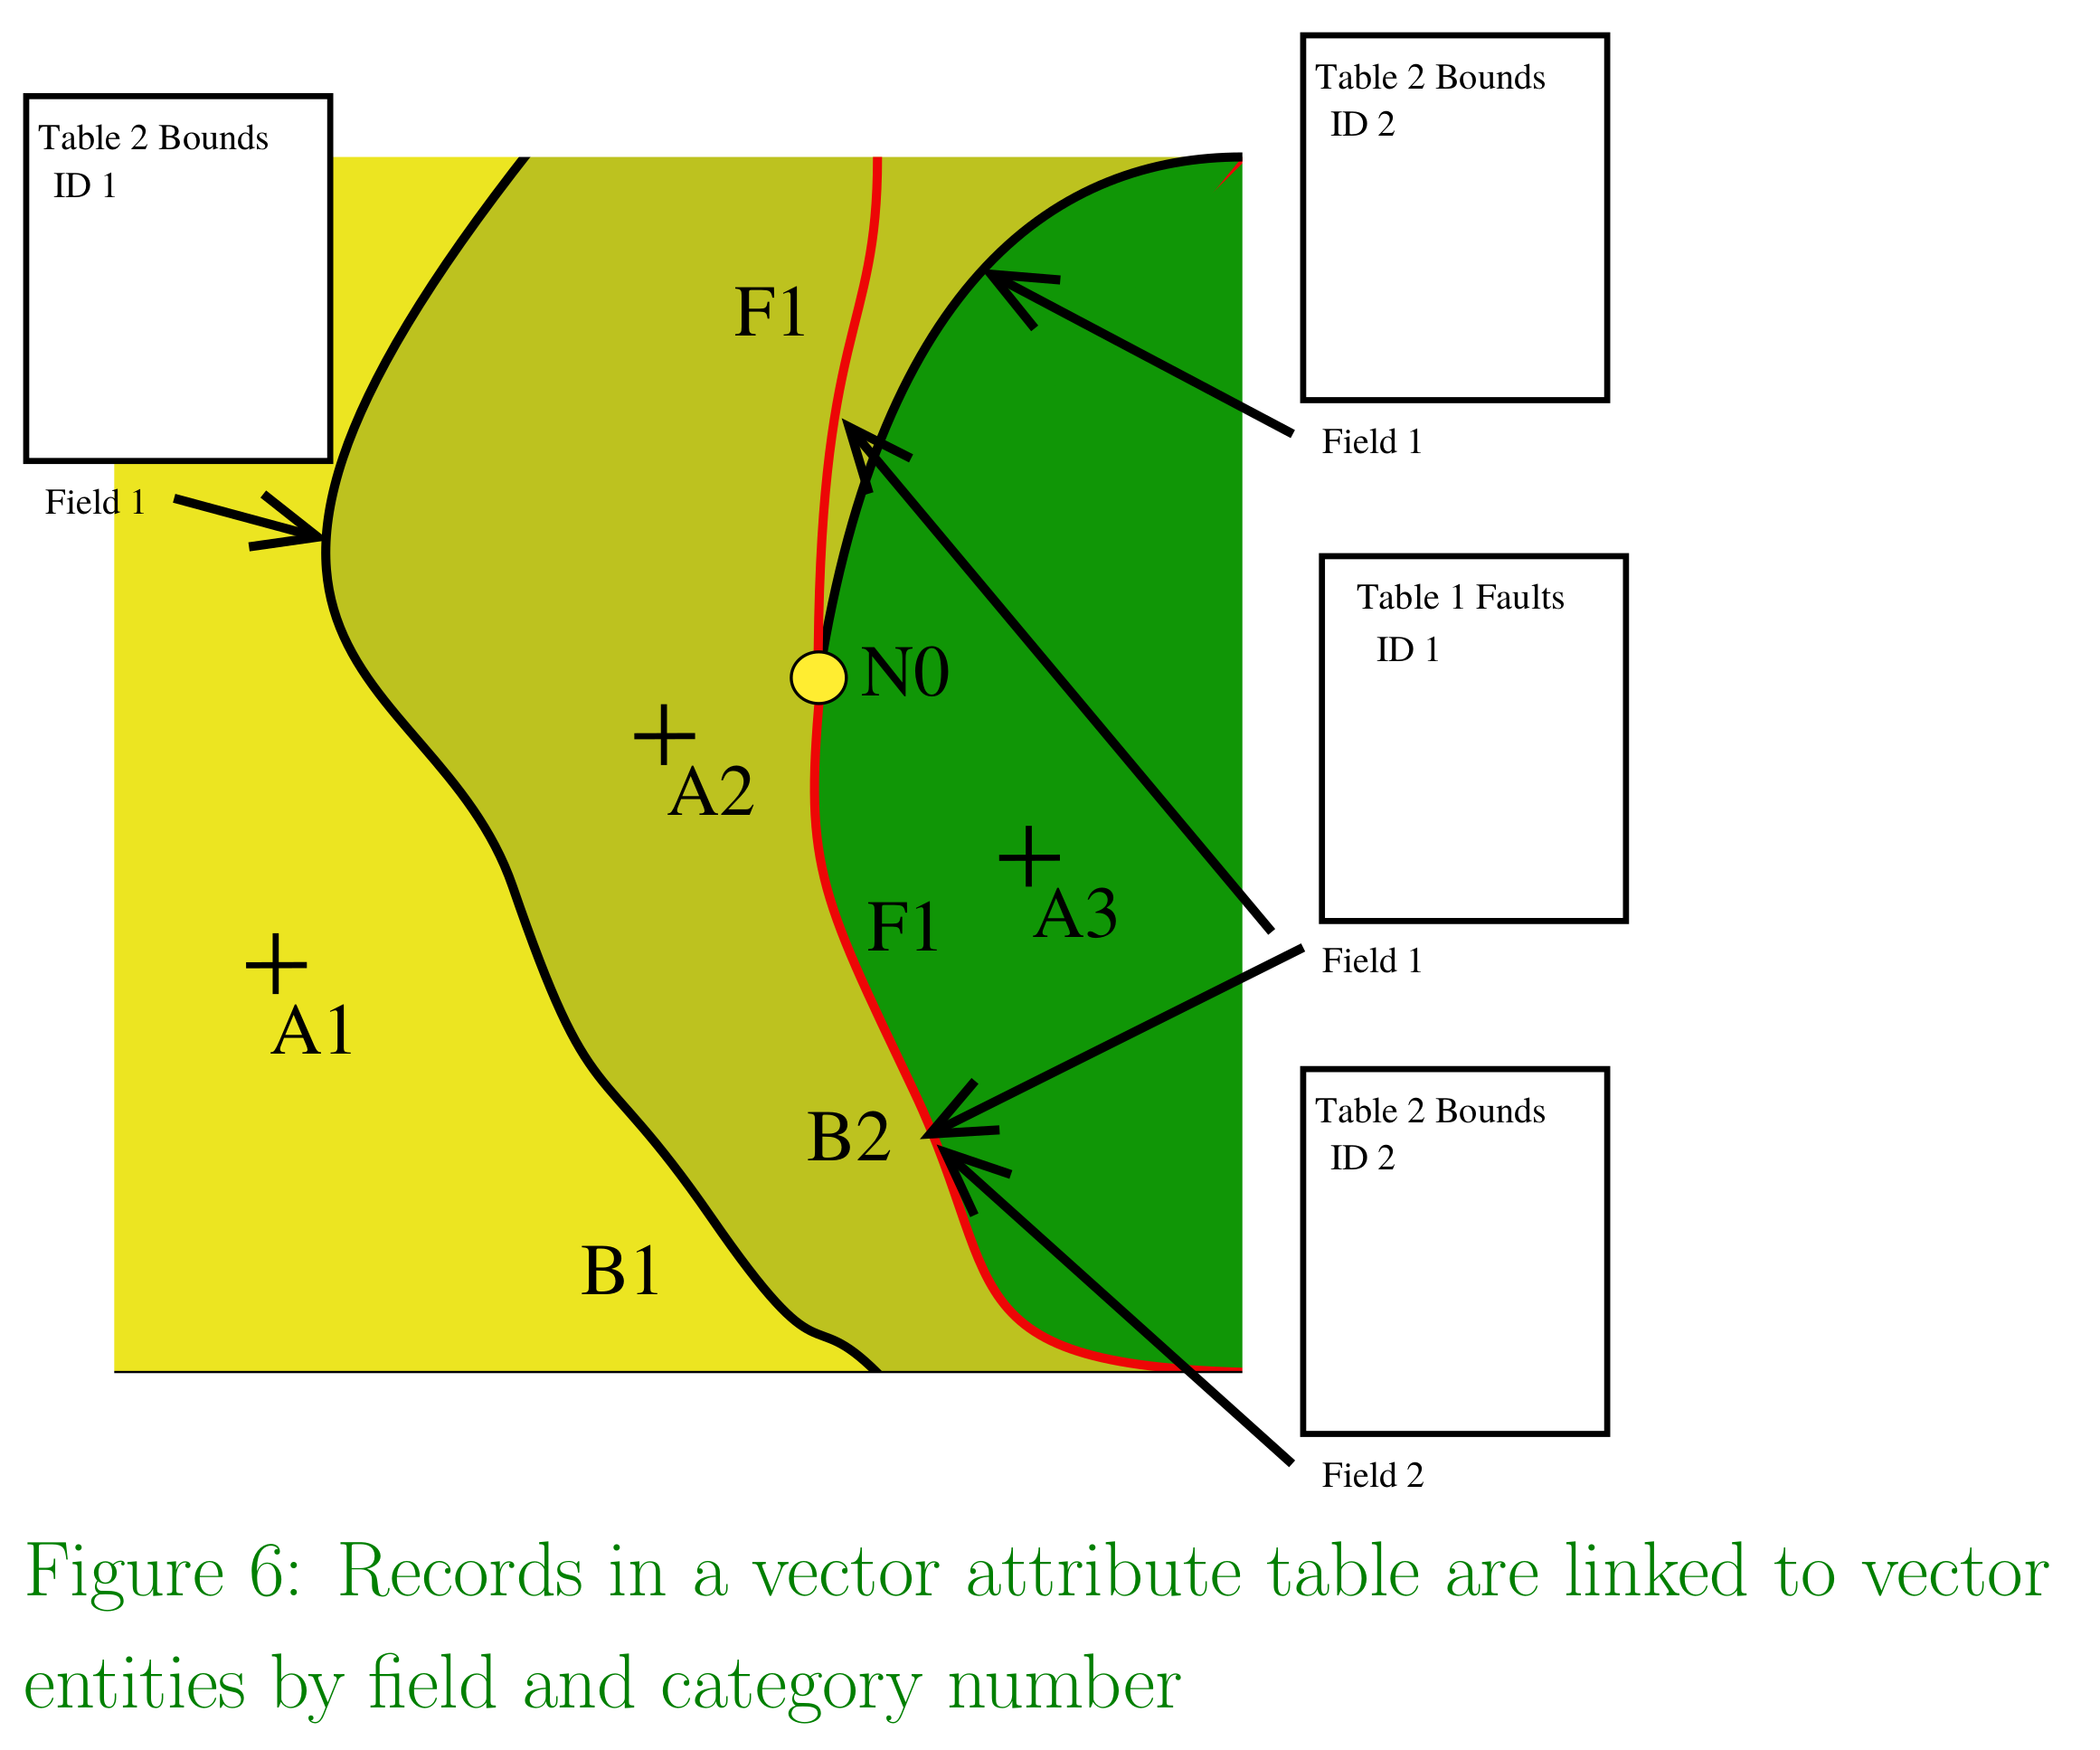 Table 2 Bounds
ID 1
Field 1
Table 2 Bounds
ID 2
Field 1
F1
N0
A2
Table 1 Faults
ID 1
Field 1
A3
F1
A1
B2
B1
Table 2 Bounds
ID 2
Field 2
Figure 6: Records in a vector attribute table are linked to vector
entities by field and category number